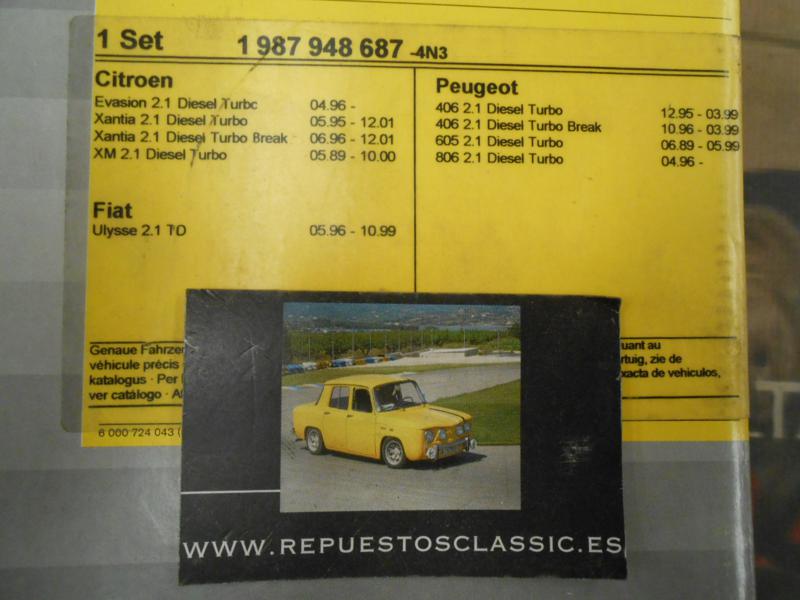 1 Set 1 987 948 687 -4N3
Citroen
Evasion 2.1 Diesel Turbo 04.96 -
Xantia 2.1 Diesel Turbo 05.95 - 12.01
Xantia 2.1 Diesel Turbo Break 06.96 - 12.01
XM 2.1 Diesel Turbo 05.89 - 10.00
Fiat
Ulysse 2.1 TD 05.96 - 10.99
Peugeot
406 2.1 Diesel Turbo 12.95 - 03.99
406 2.1 Diesel Turbo Break 10.96 - 03.99
605 2.1 Diesel Turbo 06.89 - 05.99
806 2.1 Diesel Turbo 04.96 -
Genaue
véhicule précis
katalogus · Per
ver catálogo ·
au
zie de
de vehiculos,
6 000 724 043 (
WWW.REPUESTOSCLASSIC.ES